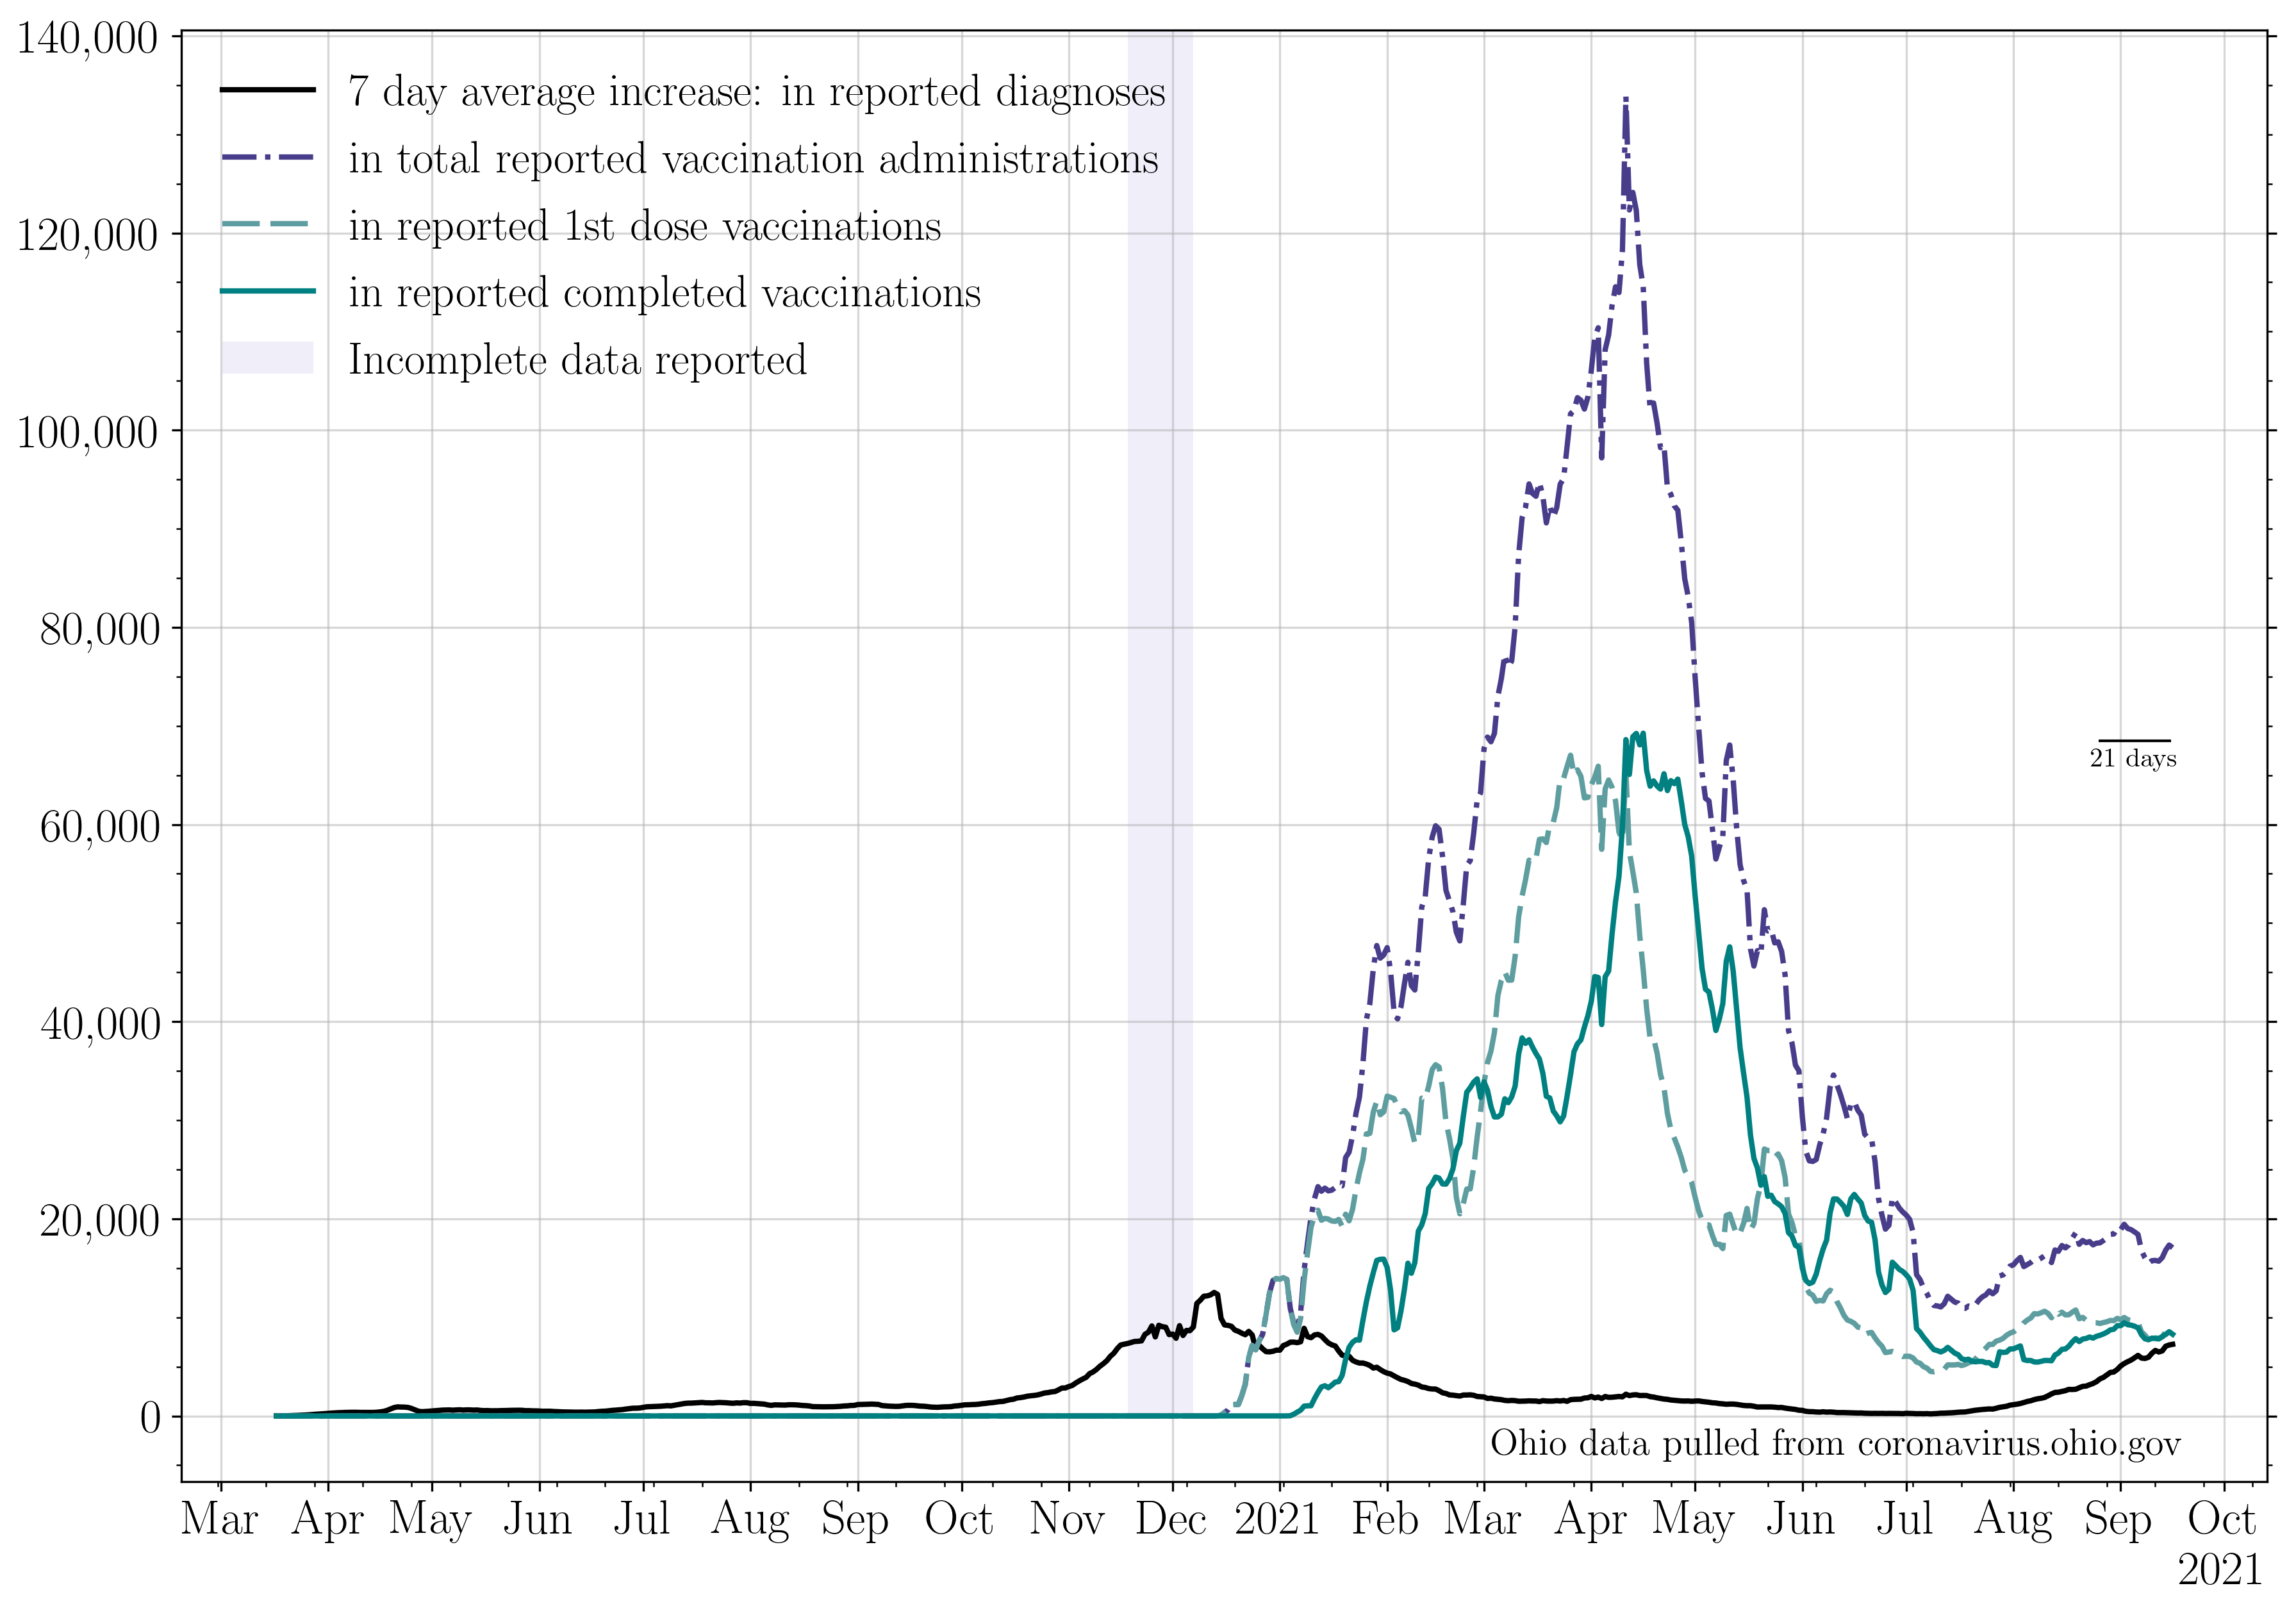 140,000
120,000
100,000
80,000
60,000
40,000
20,000
0
7 day average increase: in reported diagnoses
in total reported vaccination administrations
in reported 1st dose vaccinations
in reported completed vaccinations
Incomplete data reported
21 days
Ohio data pulled from coronavirus.ohio.gov
Mar Apr May Jun Jul Aug Sep Oct Nov Dec 2021 Feb Mar Apr May Jun Jul Aug Sep Oct
2021